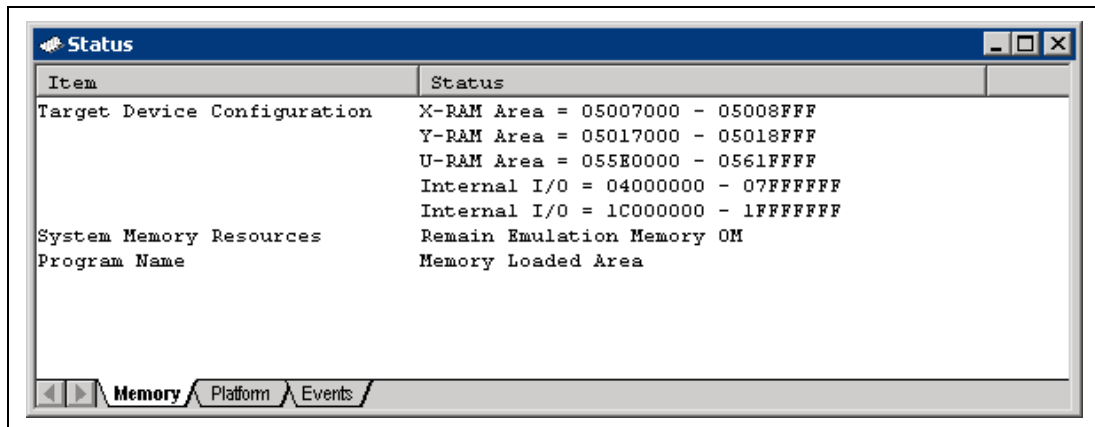 Status
Item Status
Target Device Configuration X-RAM Area = 05007000 - 05008FFF
Y-RAM Area = 05017000 - 05018FFF
U-RAM Area = 055E0000 - 0561FFFF
Internal I/O = 04000000 - 07FFFFFF
Internal I/O = 1C000000 - 1FFFFFFF
System Memory Resources Remain Emulation Memory 0M
Program Name Memory Loaded Area
Memory Platform Events